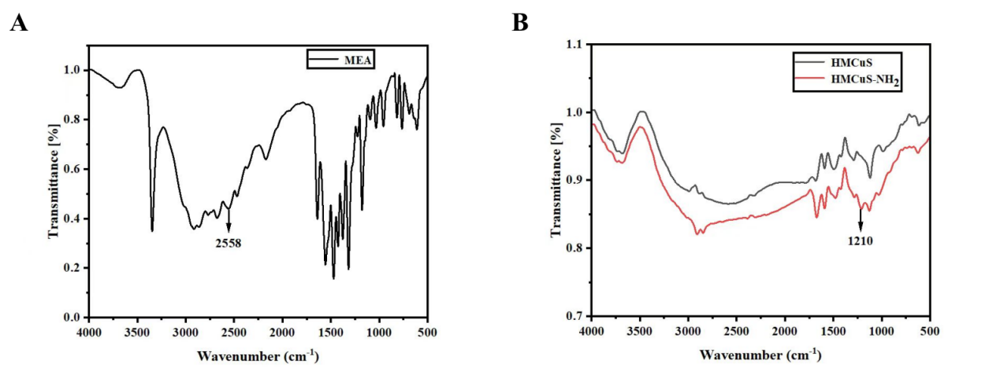 A
B
MEA
1.0
0.8
0.6
0.4
0.2
0.0
Transmittance [%]
2558
4000 3500 3000 2500 2000 1500 1000 500
Wavenumber (cm-1)
HMCuS
HMCuS-NH2
1.1
1.0
0.9
0.8
0.7
Transmittance [%]
1210
4000 3500 3000 2500 2000 1500 1000 500
Wavenumber (cm-1)